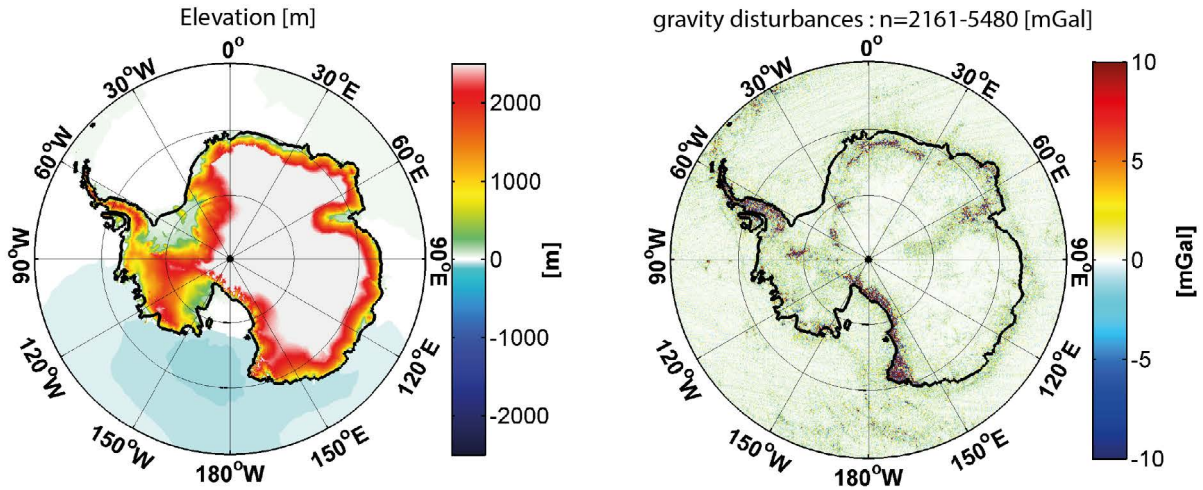 Elevation [m]
0°
30°W
30°E
60°W
60°E
90°W
90°E
120°W
120°E
150°W
150°E
180°W
2000
1000
0
-1000
-2000
[m]
gravity disturbances : n=2161-5480 [mGal]
0°
30°W
30°E
60°W
60°E
90°W
90°E
120°W
120°E
150°W
150°E
180°W
10
5
0
-5
-10
[mGal]